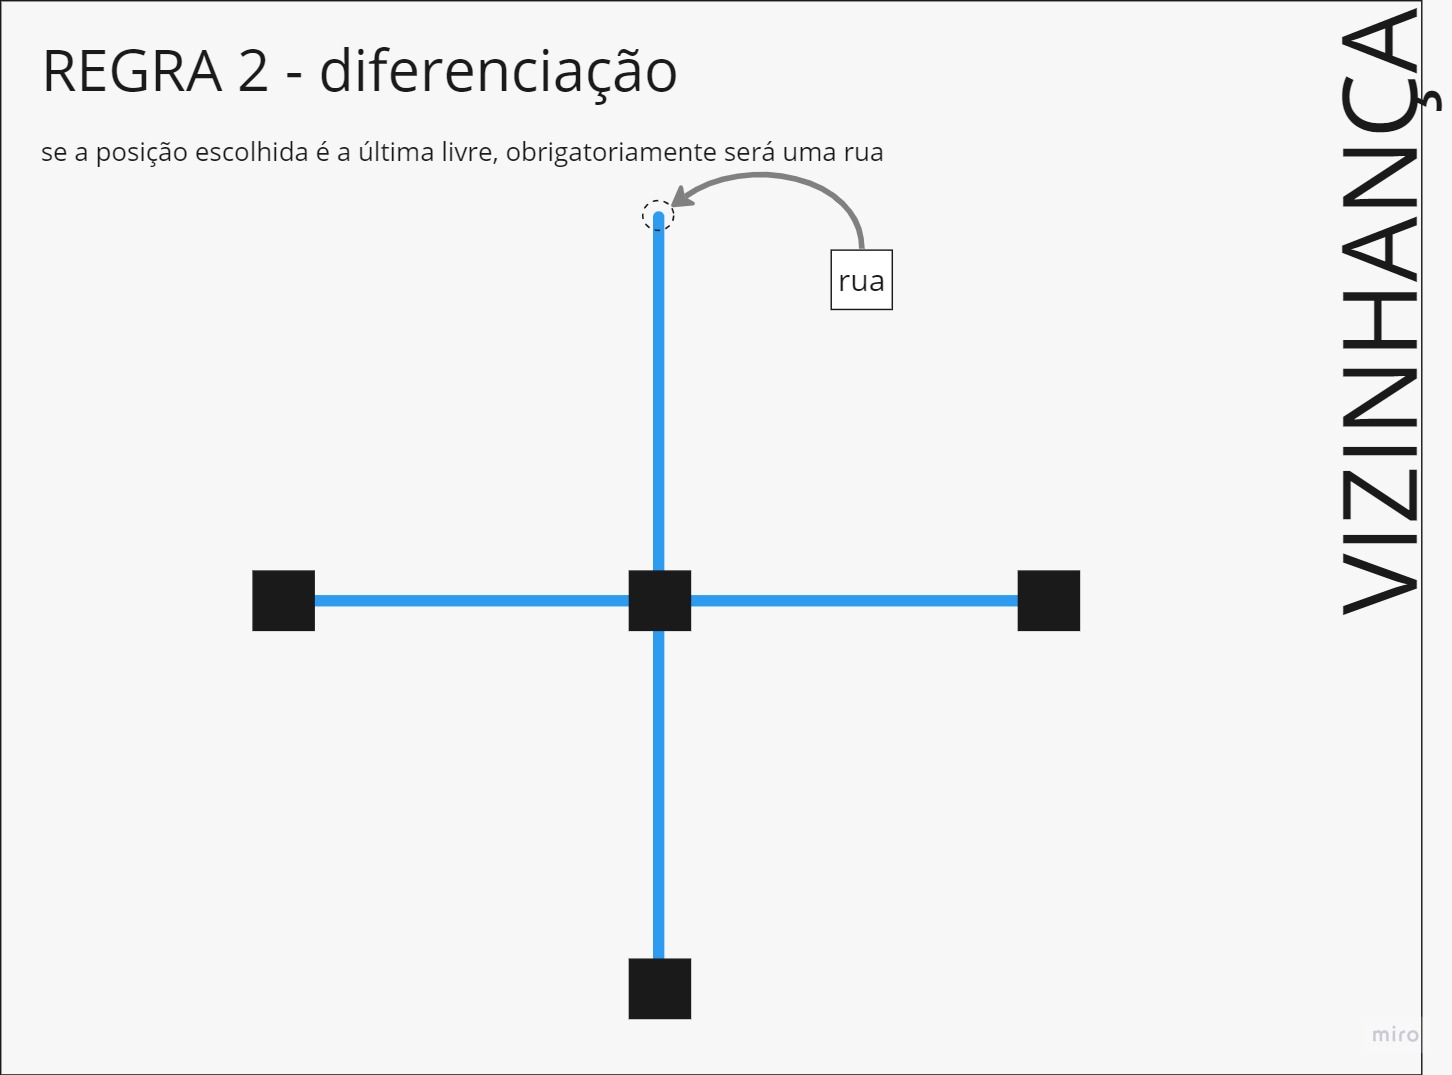 REGRA 2 - diferenciação
se a posição escolhida é a última livre, obrigatoriamente será uma rua
rua
VIZINHANÇA
miro